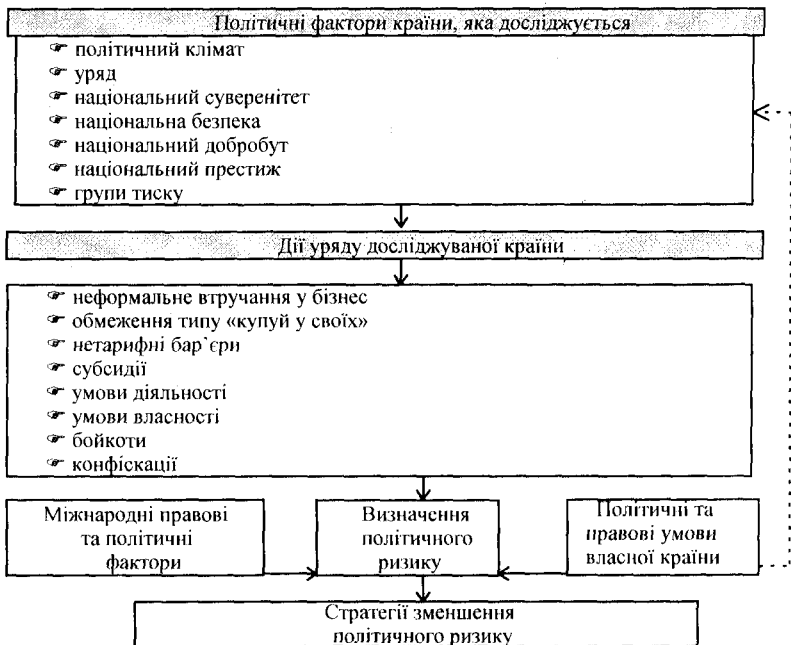 Політичні фактори країни, яка досліджується
☞ політичний клімат
☞ уряд
☞ національний суверенітет
☞ національна безпека
☞ національний добробут
☞ національний престиж
☞ групи тиску
Дії уряду досліджуваної країни
☞ неформальне втручання у бізнес
☞ обмеження типу «купуй у своїх»
☞ нетарифні бар`єри
☞ субсидії
☞ умови діяльності
☞ умови власності
☞ бойкоти
☞ конфіскації
Міжнародні правові
та політичні
фактори
Визначення
політичного
ризику
Політичні та
правові умови
власної країни
Стратегії зменшення
політичного ризику